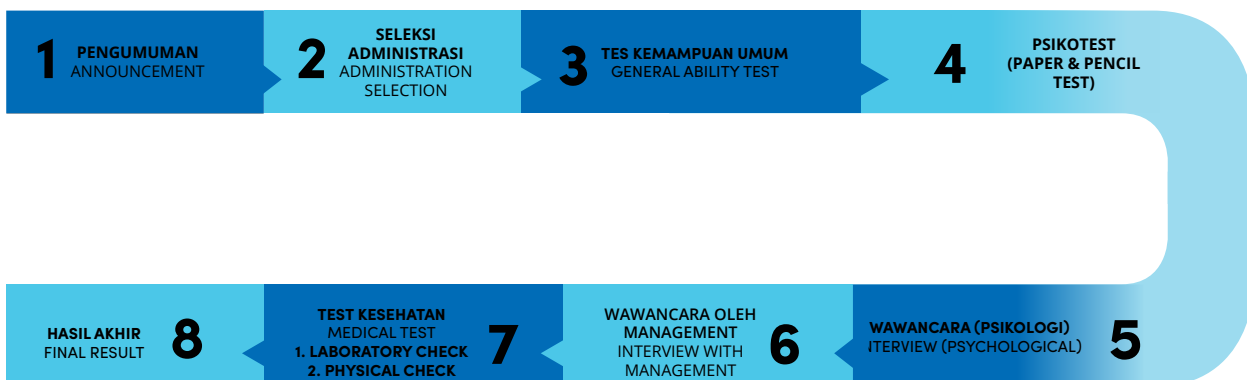 1
PENGUMUMAN
ANNOUNCEMENT
2
SELEKSI
ADMINISTRASI
ADMINISTRATION
SELECTION
3
TES KEMAMPUAN UMUM
GENERAL ABILITY TEST
4
PSIKOTEST
(PAPER & PENCIL
TEST)
WAWANCARA (PSIKOLOGI)
ITERVIEW (PSYCHOLOGICAL)
5
WAWANCARA OLEH
MANAGEMENT
INTERVIEW WITH
MANAGEMENT
6
TEST KESEHATAN
MEDICAL TEST
1. LABORATORY CHECK
2. PHYSICAL CHECK
7
HASIL AKHIR
FINAL RESULT
8